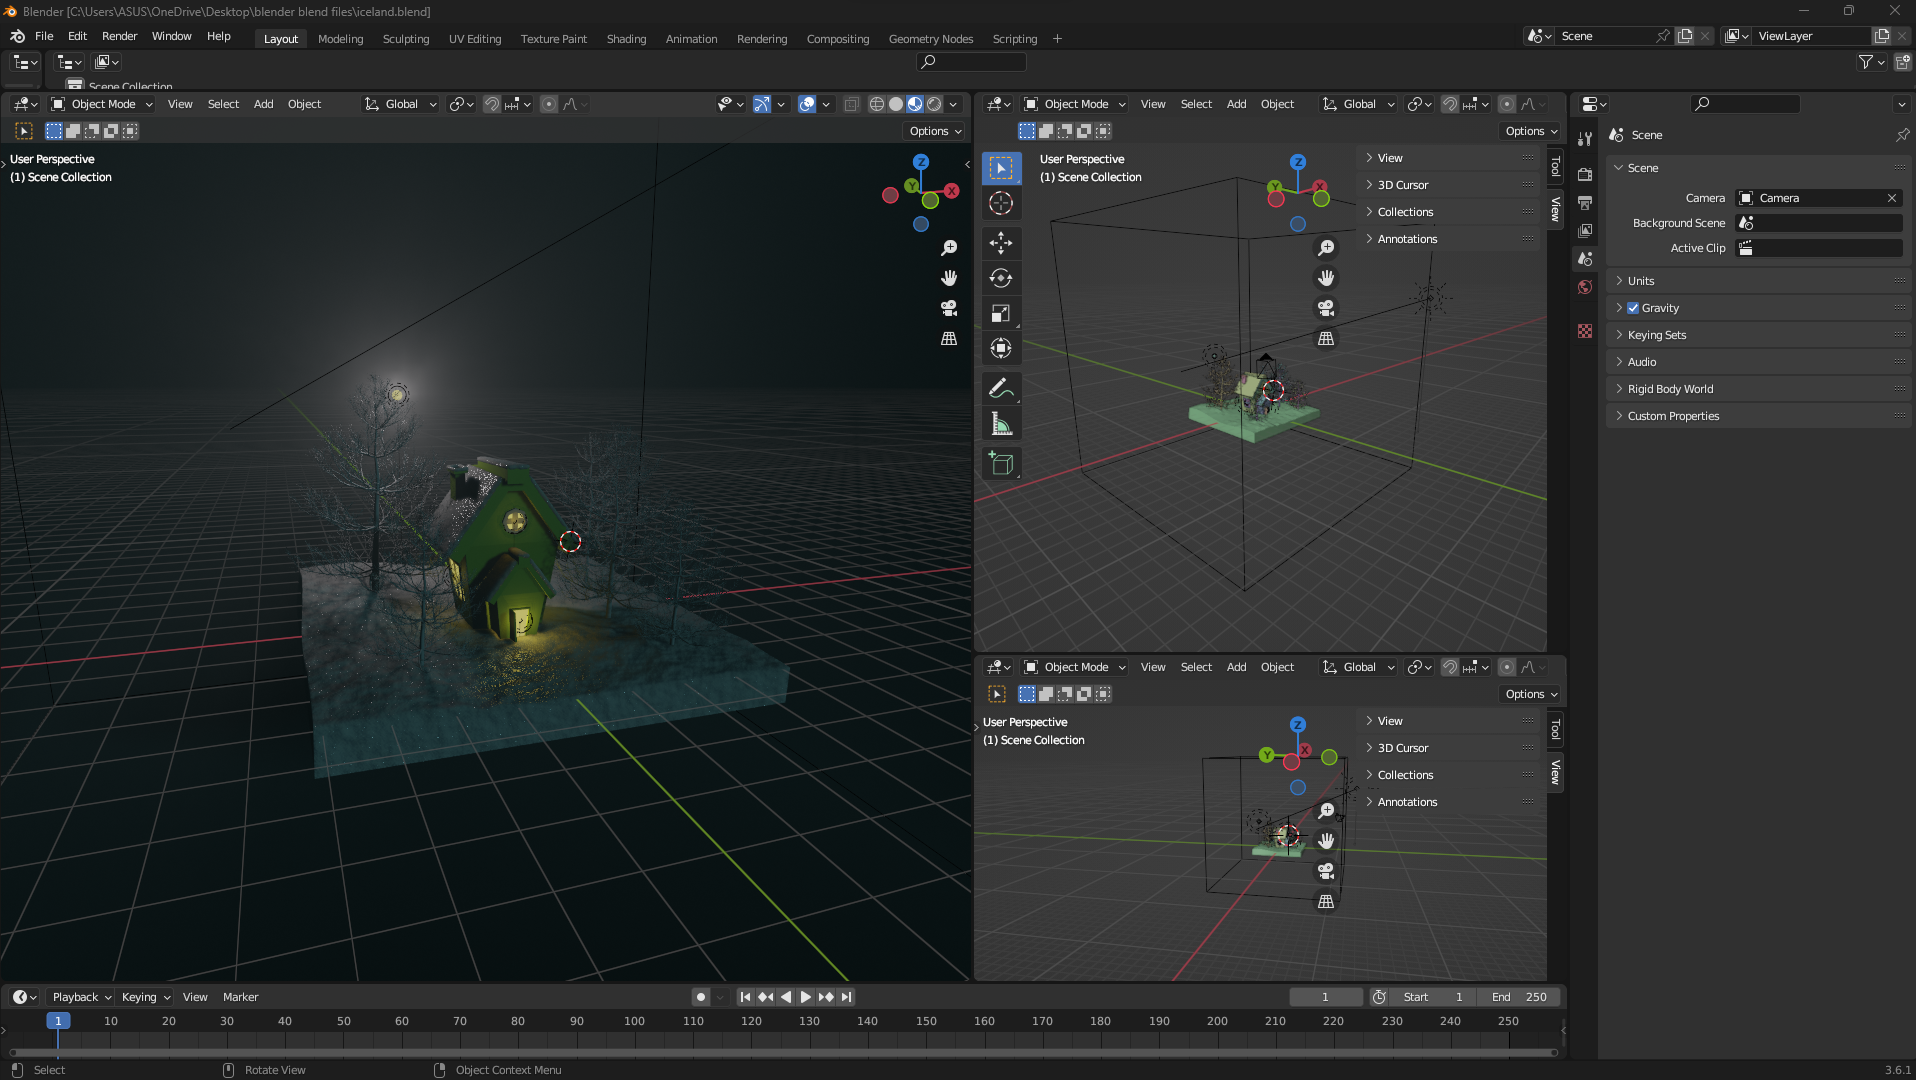 Blender [C:\Users\ASUS\OneDrive\Desktop\blender blend files\iceland.blend]
File Edit Render Window Help Layout Modeling Sculpting UV Editing Texture Paint Shading Animation Rendering Compositing Geometry Nodes Scripting + Scene ViewLayer
Scene Collection
Object Mode View Select Add Object Global
Options
User Perspective
(1) Scene Collection
Z
Y
X
Object Mode View Select Add Object Global
Options
User Perspective
(1) Scene Collection
Z
Y
X
View
3D Cursor
Collections
Annotations
Tool
View
Object Mode View Select Add Object Global
Options
User Perspective
(1) Scene Collection
Z
Y
X
View
3D Cursor
Collections
Annotations
Tool
View
Scene
Scene
Camera Camera
Background Scene
Active Clip
Units
Gravity
Keying Sets
Audio
Rigid Body World
Custom Properties
Playback Keying View Marker 1 Start 1 End 250
1 10 20 30 40 50 60 70 80 90 100 110 120 130 140 150 160 170 180 190 200 210 220 230 240 250
Select Rotate View Object Context Menu 3.6.1